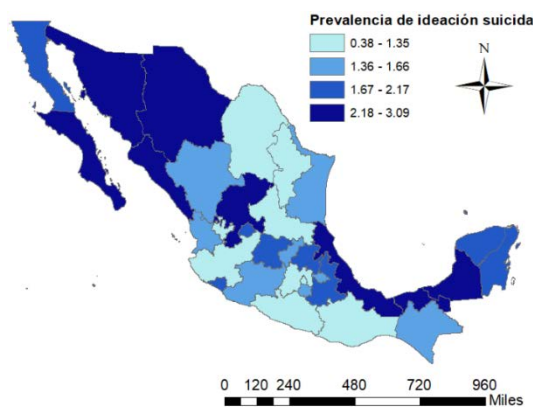 Prevalencia de ideación suicida
0.38 - 1.35
1.36 - 1.66
1.67 - 2.17
2.18 - 3.09
N
0 120 240 480 720 960
Miles